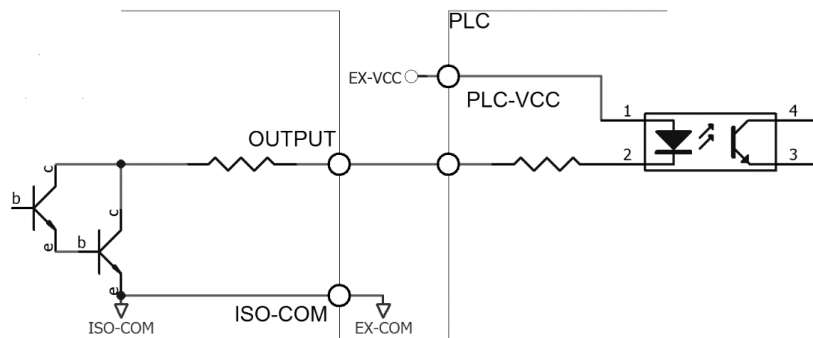 PLC
EX-VCC
PLC-VCC
1
4
OUTPUT
2
3
c
b
c
e
b
e
ISO-COM
ISO-COM
EX-COM